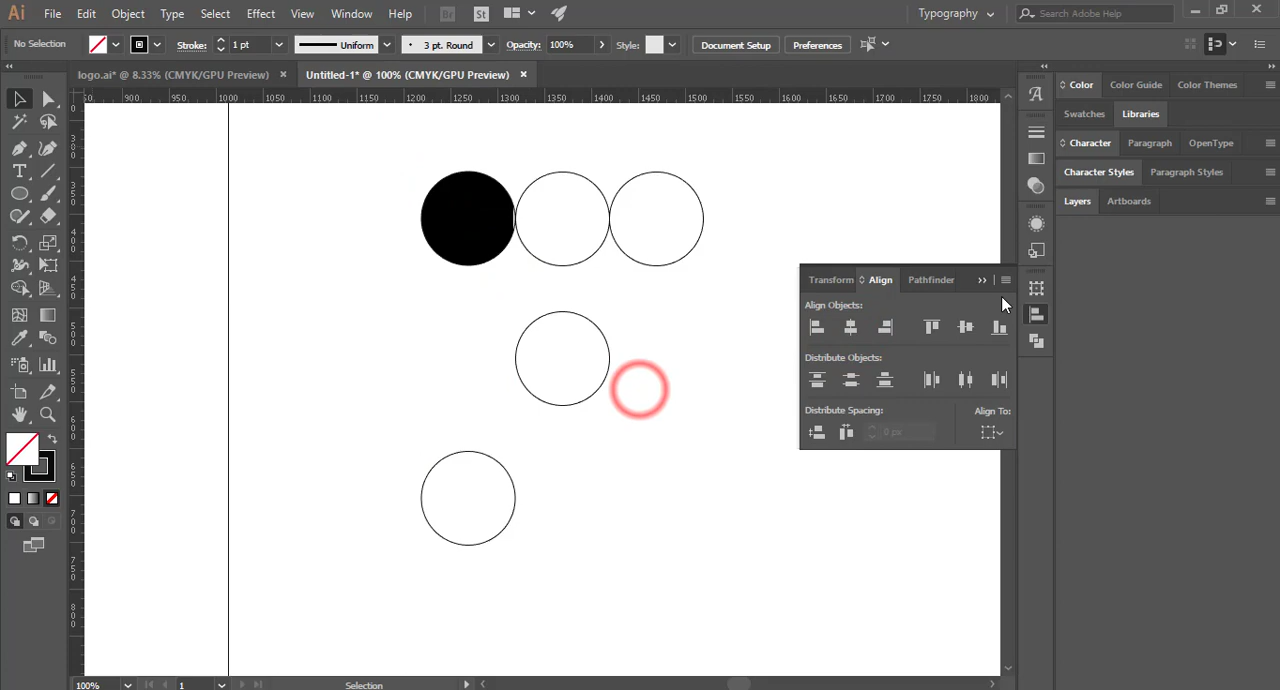 Ai File Edit Object Type Select Effect View Window Help Br St Typography Search Adobe Help
No Selection Stroke: 1 pt Uniform 3 pt. Round Opacity: 100% Style: Document Setup Preferences
logo.ai* @ 8.33% (CMYK/GPU Preview) Untitled-1* @ 100% (CMYK/GPU Preview)
900 950 1000 1050 1100 1150 1200 1250 1300 1350 1400 1450 1500 1550 1600 1650 1700 1750 1800
Color Color Guide Color Themes
Swatches Libraries
Character Paragraph OpenType
Character Styles Paragraph Styles
Layers Artboards
Transform Align Pathfinder
Align Objects:
Distribute Objects:
Distribute Spacing: Align To:
0 px
100% 1 Selection